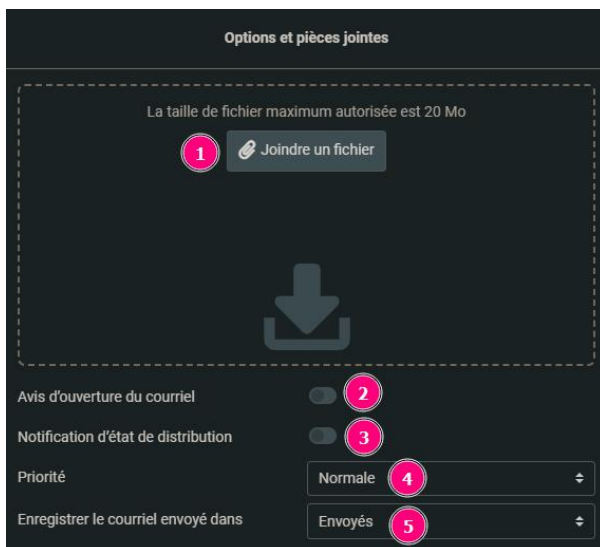 Options et pièces jointes
La taille de fichier maximum autorisée est 20 Mo
1 Joindre un fichier
Avis d'ouverture du courriel 2
Notification d'état de distribution 3
Priorité Normale 4
Enregistrer le courriel envoyé dans Envoyés 5